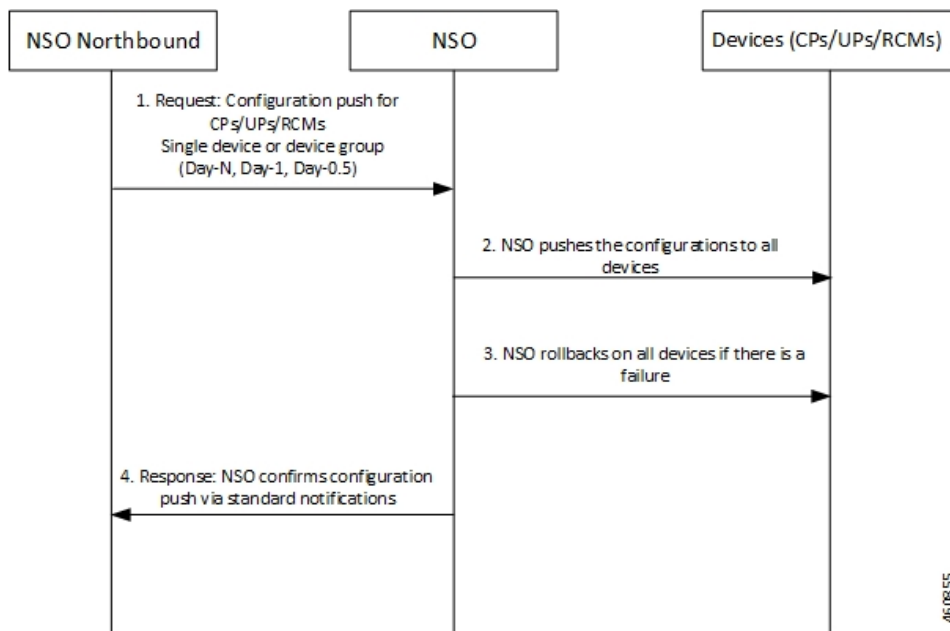 NSO Northbound
NSO
Devices (CPs/UPs/RCMs)
1. Request: Configuration push for
CPs/UPs/RCMs
Single device or device group
(Day-N, Day-1, Day-0.5)
2. NSO pushes the configurations to all
devices
3. NSO rollbacks on all devices if there is a
failure
4. Response: NSO confirms configuration
push via standard notifications
460855